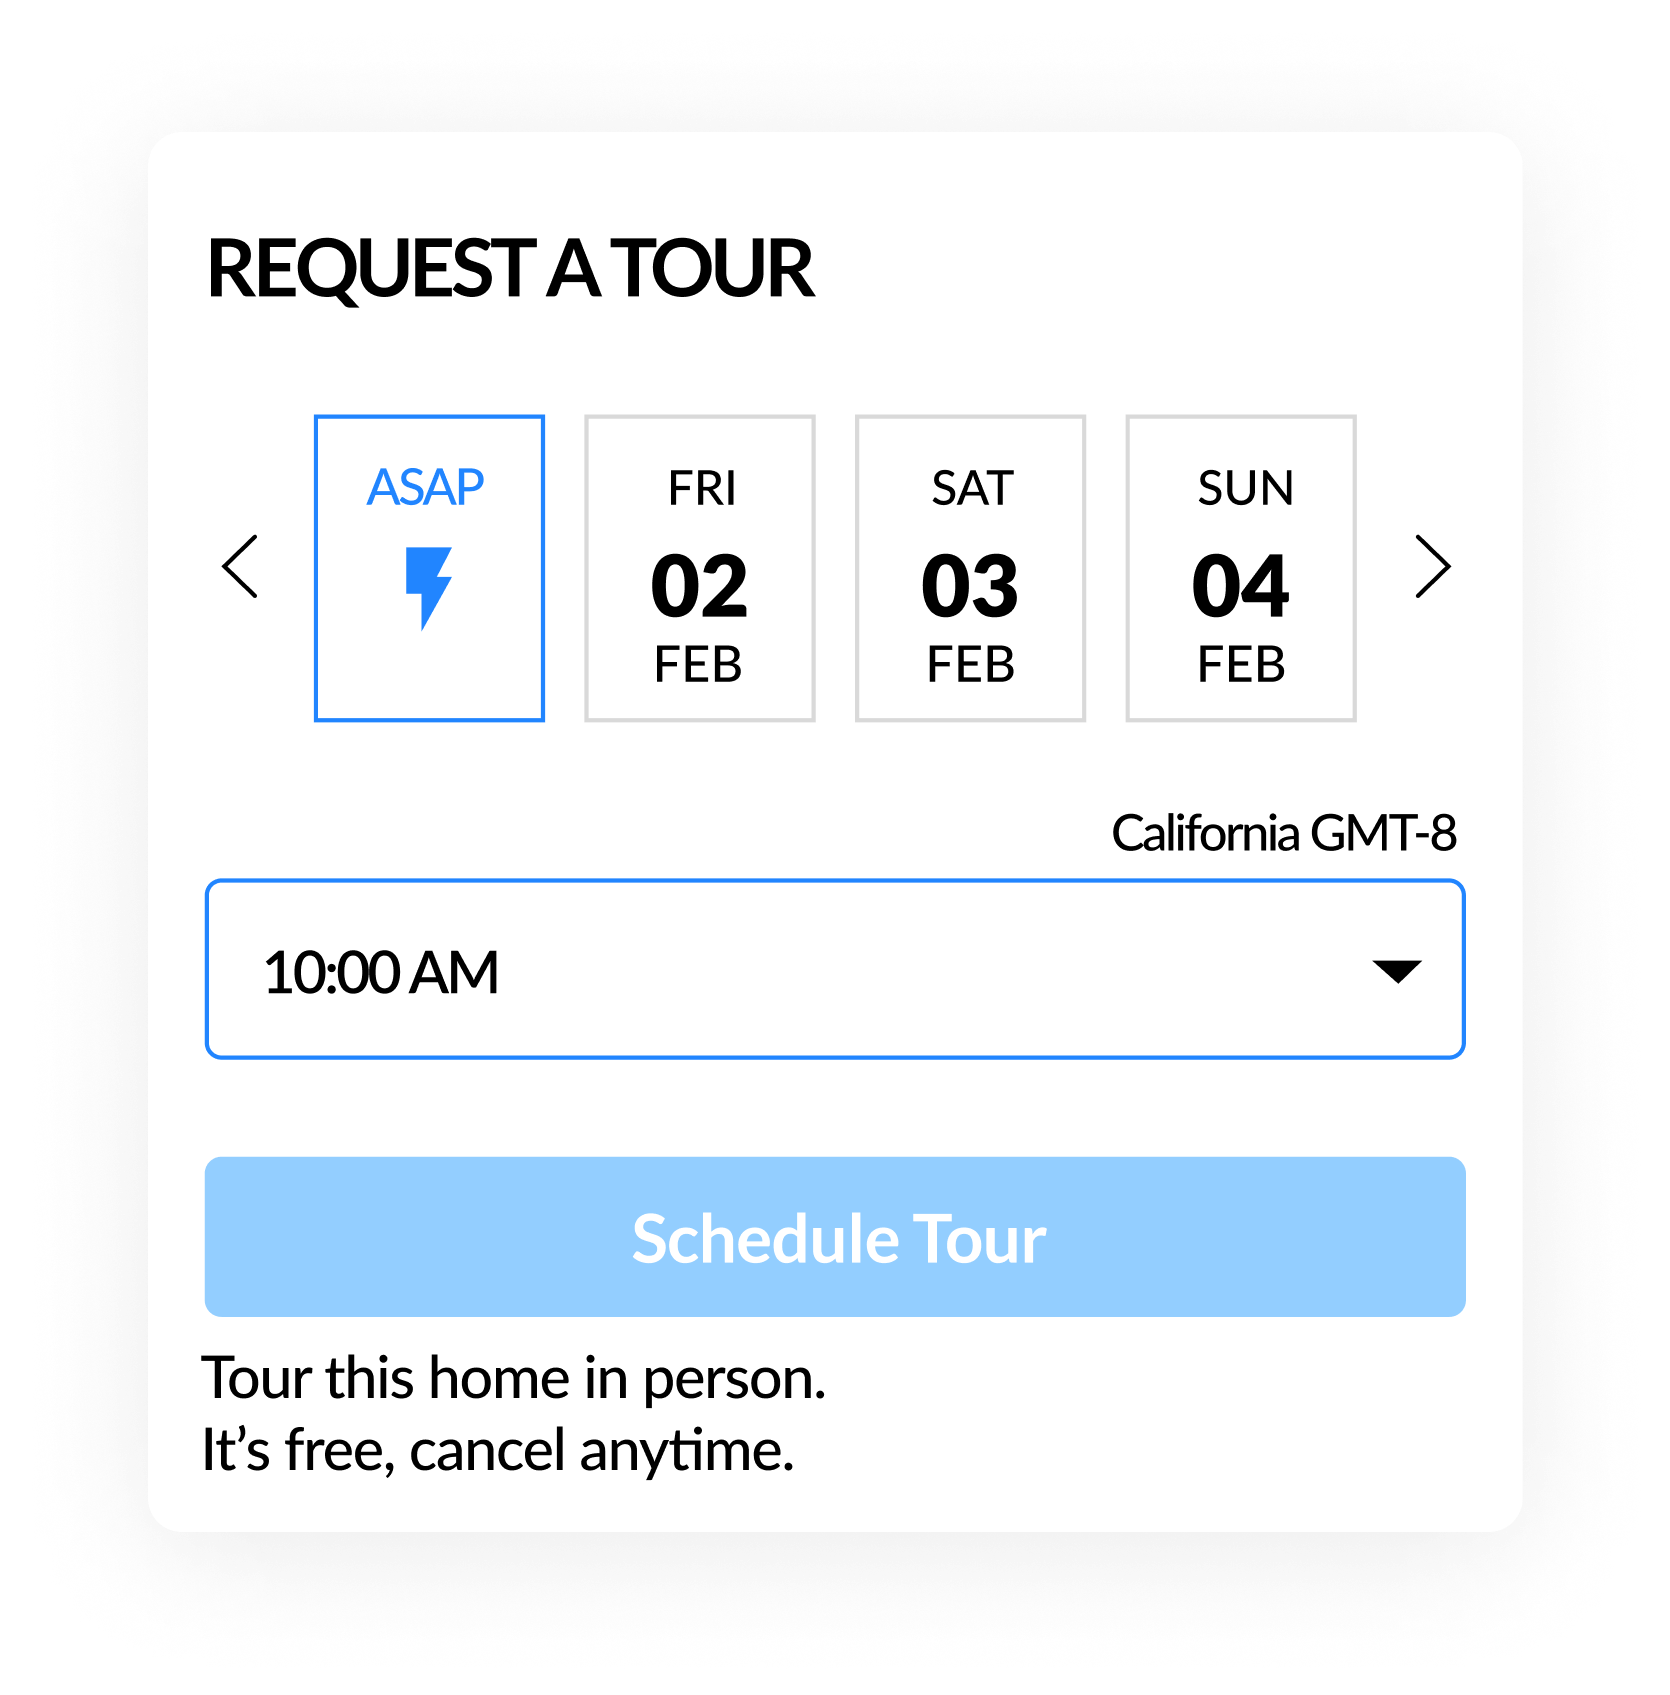 REQUEST A TOUR
ASAP
FRI
02
FEB
SAT
03
FEB
SUN
04
FEB
California GMT-8
10:00 AM
Schedule Tour
Tour this home in person.
It’s free, cancel anytime.